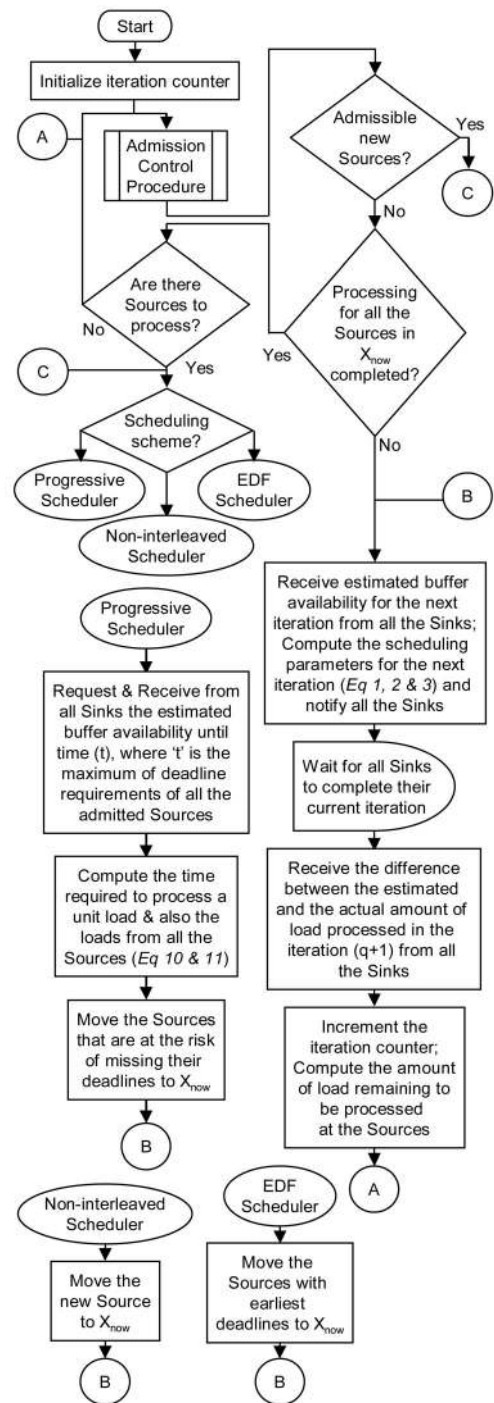 Start
Initialize iteration counter
A
Admission
Control
Procedure
Admissible
new
Sources?
Yes
C
No
Are there
Sources to
process?
No
Yes
Processing
for all the
Sources in
Xnow
completed?
Yes
No
C
Scheduling
scheme?
Progressive
Scheduler
EDF
Scheduler
Non-interleaved
Scheduler
B
Receive estimated buffer
availability for the next
iteration from all the Sinks;
Compute the scheduling
parameters for the next
iteration (Eq 1, 2 & 3) and
notify all the Sinks
Wait for all Sinks
to complete their
current iteration
Receive the difference
between the estimated
and the actual amount of
load processed in the
iteration (q+1) from all
the Sinks
Increment the
iteration counter;
Compute the amount
of load remaining to
be processed
at the Sources
A
Progressive
Scheduler
Request & Receive from
all Sinks the estimated
buffer availability until
time (t), where ‘t’ is the
maximum of deadline
requirements of all the
admitted Sources
Compute the time
required to process a
unit load & also the
loads from all the
Sources (Eq 10 & 11)
Move the Sources
that are at the risk
of missing their
deadlines to Xnow
B
Non-interleaved
Scheduler
Move the
new Source
to Xnow
B
EDF
Scheduler
Move the
Sources with
earliest
deadlines to Xnow
B